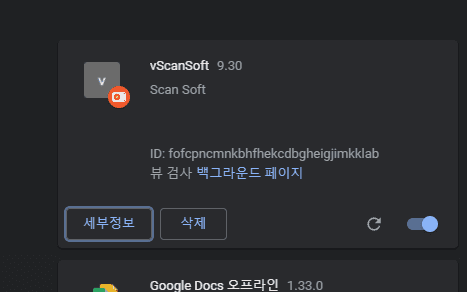 vScanSoft 9.30
V
Scan Soft
ID: fofcpncmnkbhfhekcdbgheigjimkklab
뷰 검사 백그라운드 페이지
세부정보 삭제
Google Docs 오프라인 1.33.0